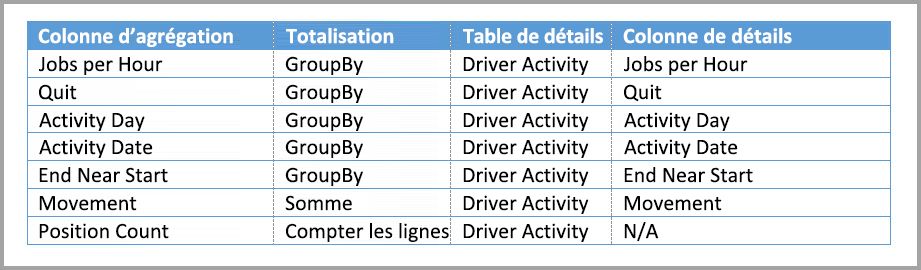 Colonne d’agrégation Totalisation Table de détails Colonne de détails
Jobs per Hour GroupBy Driver Activity Jobs per Hour
Quit GroupBy Driver Activity Quit
Activity Day GroupBy Driver Activity Activity Day
Activity Date GroupBy Driver Activity Activity Date
End Near Start GroupBy Driver Activity End Near Start
Movement Somme Driver Activity Movement
Position Count Compter les lignes Driver Activity N/A